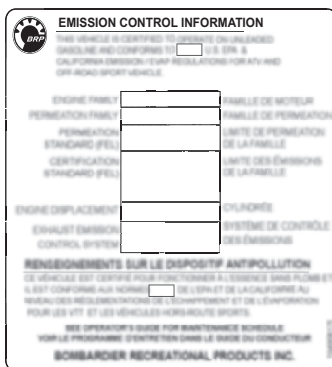 BRP
EMISSION CONTROL INFORMATION
THIS VEHICLE IS CERTIFIED TO OPERATE ON UNLEADED
GASOLINE AND CONFORMS TO U.S. EPA &
CALIFORNIA EMISSION / EVAP REGULATIONS FOR ATV AND
OFF-ROAD SPORT VEHICLE.
ENGINE FAMILY FAMILLE DE MOTEUR
PERMEATION FAMILY FAMILLE DE PERMEATION
PERMEATION LIMITE DE PERMEATION
STANDARD (FEL) DE LA FAMILLE
CERTIFICATION LIMITE DES ÉMISSIONS
STANDARD (FEL) DE LA FAMILLE
ENGINE DISPLACEMENT CYLINDRÉE
EXHAUST EMISSION SYSTÈME DE CONTRÔLE
CONTROL SYSTEM DES ÉMISSIONS
RENSEIGNEMENTS SUR LE DISPOSITIF ANTIPOLLUTION
CE VÉHICULE EST CERTIFIÉ POUR FONCTIONNER À L'ESSENCE SANS PLOMB ET
IL EST CONFORME AUX NORMES DE L'EPA ET DE LA CALIFORNIE AU
NIVEAU DES RÉGLEMENTATIONS DE L'ÉCHAPPEMENT ET DE L'ÉVAPORATION
POUR LES VTT ET LES VÉHICULES HORS-ROUTE SPORTS.
SEE OPERATOR'S GUIDE FOR MAINTENANCE SCHEDULE
VOIR LE PROGRAMME D'ENTRETIEN DANS LE GUIDE DU CONDUCTEUR
BOMBARDIER RECREATIONAL PRODUCTS INC.